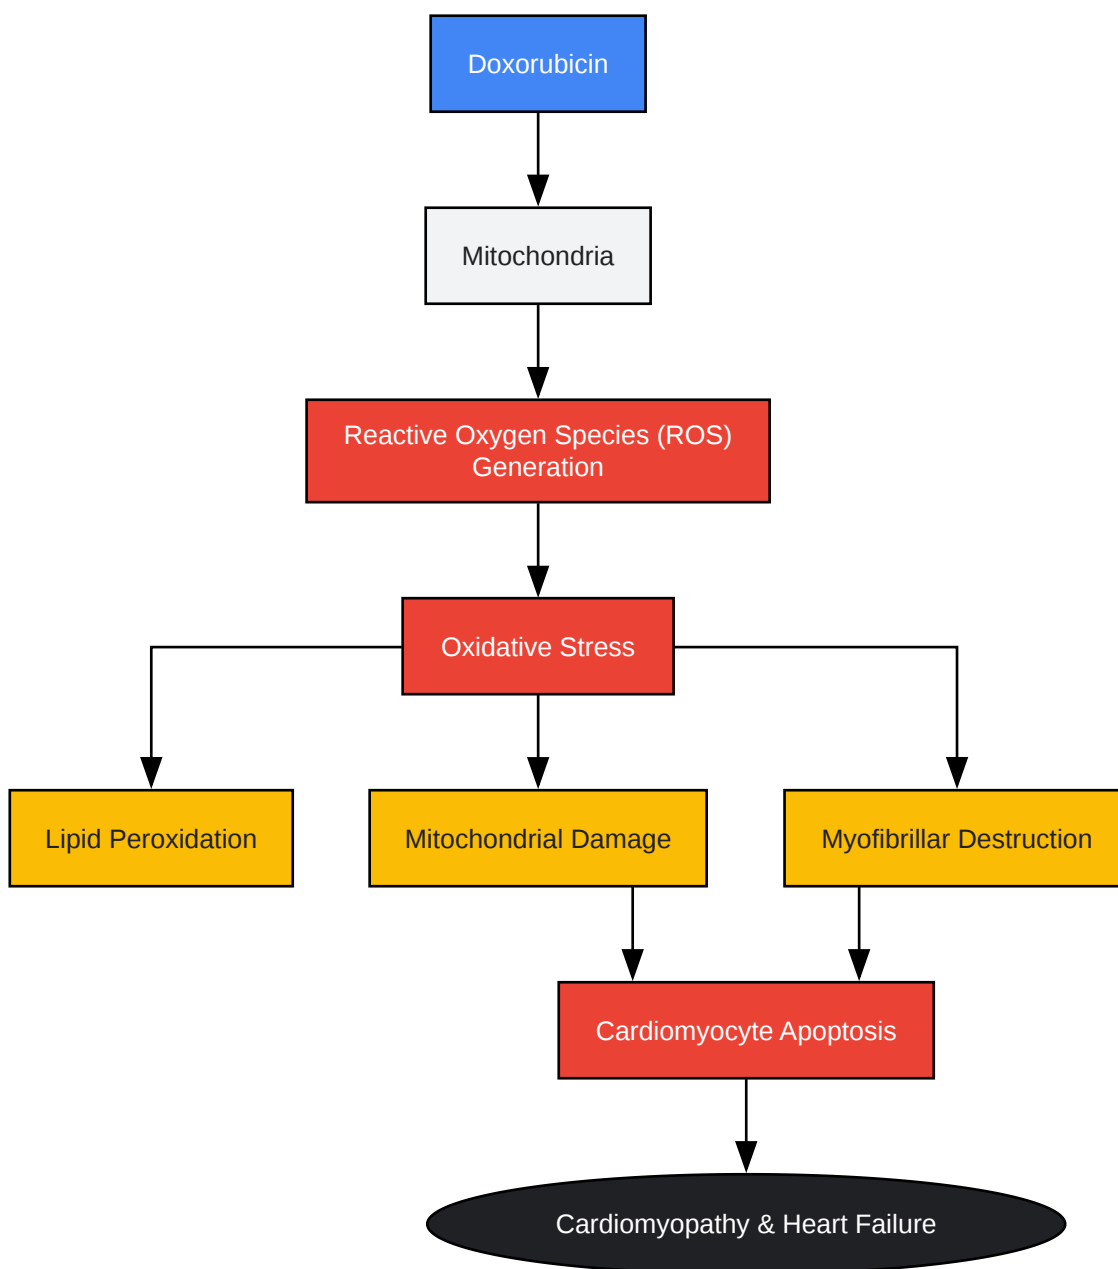 Doxorubicin
Mitochondria
Reactive Oxygen Species (ROS)
Generation
Oxidative Stress
Lipid Peroxidation
Mitochondrial Damage
Myofibrillar Destruction
Cardiomyocyte Apoptosis
Cardiomyopathy & Heart Failure